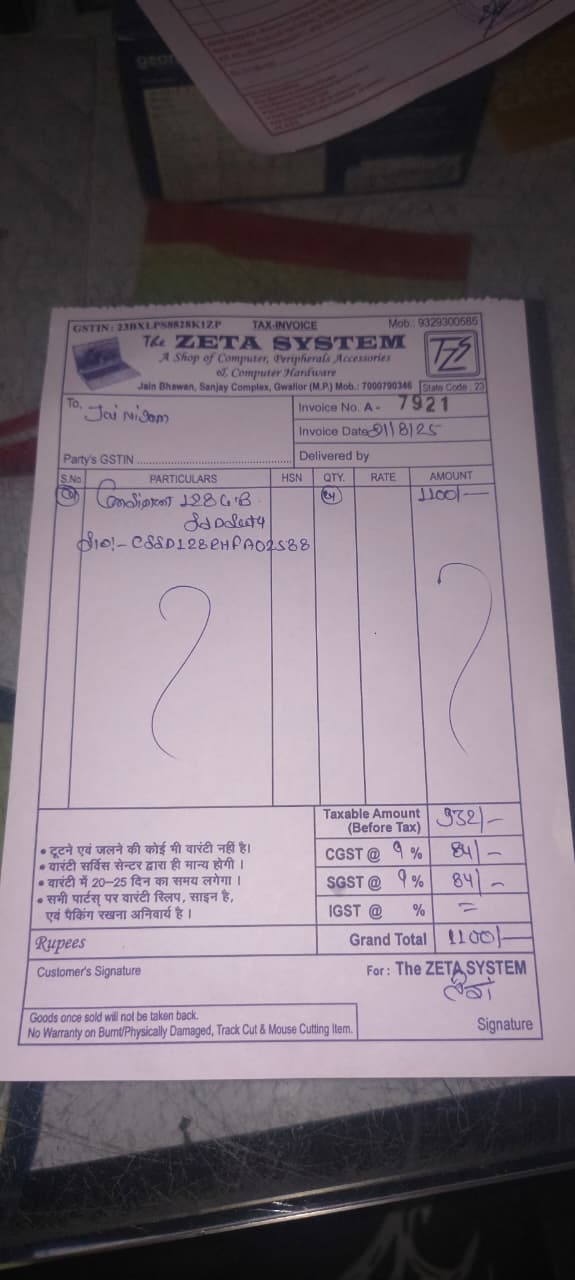 GSTIN: 23BXLPS8828K1ZP TAX-INVOICE Mob.: 9329300585
The ZETA SYSTEM
A Shop of Computer, Peripherals Accessories
& Computer Hardware
Jain Bhawan, Sanjay Complex, Gwalior (M.P.) Mob.: 7000790346 State Code : 23
To, Jai Nigam
Invoice No. A - 7921
Invoice Date 8/25
Party's GSTIN
Delivered by
S.No. PARTICULARS HSN QTY. RATE AMOUNT
128GB 1100/-
Taxable Amount
(Before Tax) 932/-
CGST @ 9 % 84/-
SGST @ 9 % 84/-
IGST @ % =
Grand Total 1100/-
• टूटने एवं जलने की कोई भी वारंटी नहीं है।
• वारंटी सर्विस सेन्टर द्वारा ही मान्य होगी ।
• वारंटी में 20-25 दिन का समय लगेगा ।
• सभी पार्टस् पर वारंटी स्लिप, साइन है,
एवं पैकिंग रखना अनिवार्य है ।
Rupees
Customer's Signature
For : The ZETA SYSTEM
Signature
Goods once sold will not be taken back.
No Warranty on Burnt/Physically Damaged, Track Cut & Mouse Cutting Item.